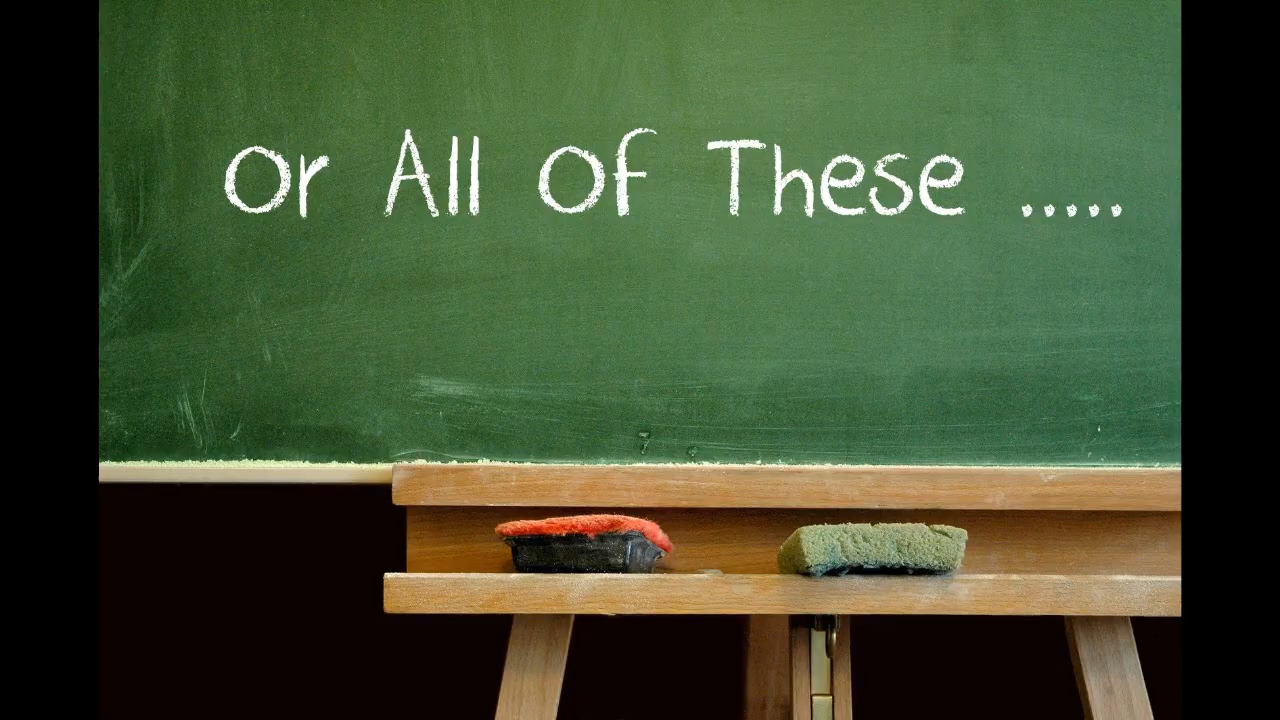 Or All Of These .....